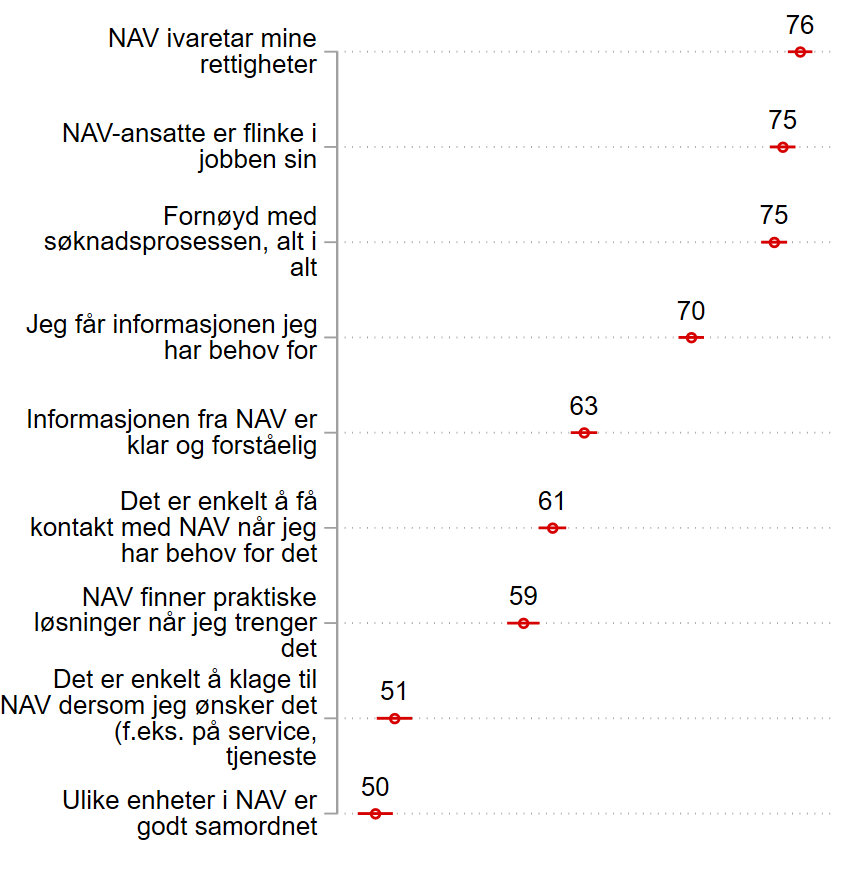 76
NAV ivaretar mine
rettigheter
75
NAV-ansatte er flinke i
jobben sin
75
Fornøyd med
søknadsprosessen, alt i
alt
70
Jeg får informasjonen jeg
har behov for
63
Informasjonen fra NAV er
klar og forståelig
61
Det er enkelt å få
kontakt med NAV når jeg
har behov for det
59
NAV finner praktiske
løsninger når jeg trenger
det
51
Det er enkelt å klage til
NAV dersom jeg ønsker det
(f.eks. på service,
tjeneste
50
Ulike enheter i NAV er
godt samordnet